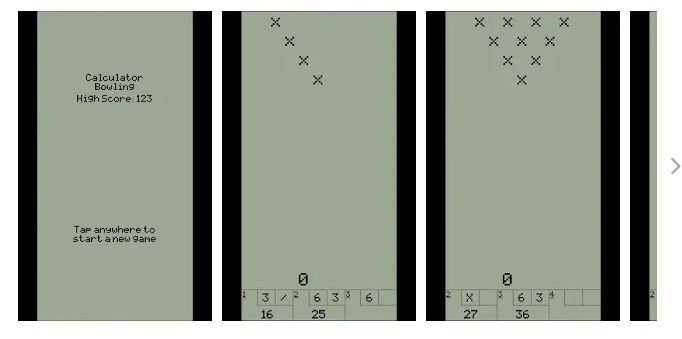 Calculator
Bowling
High Score: 123
Tap anywhere to
start a new game
X
X
X
X
0
1 3 / 2 6 3 3 6
16 25
X X X X
X X X
X X
X
0
2 X 3 6 3 4
27 36
2